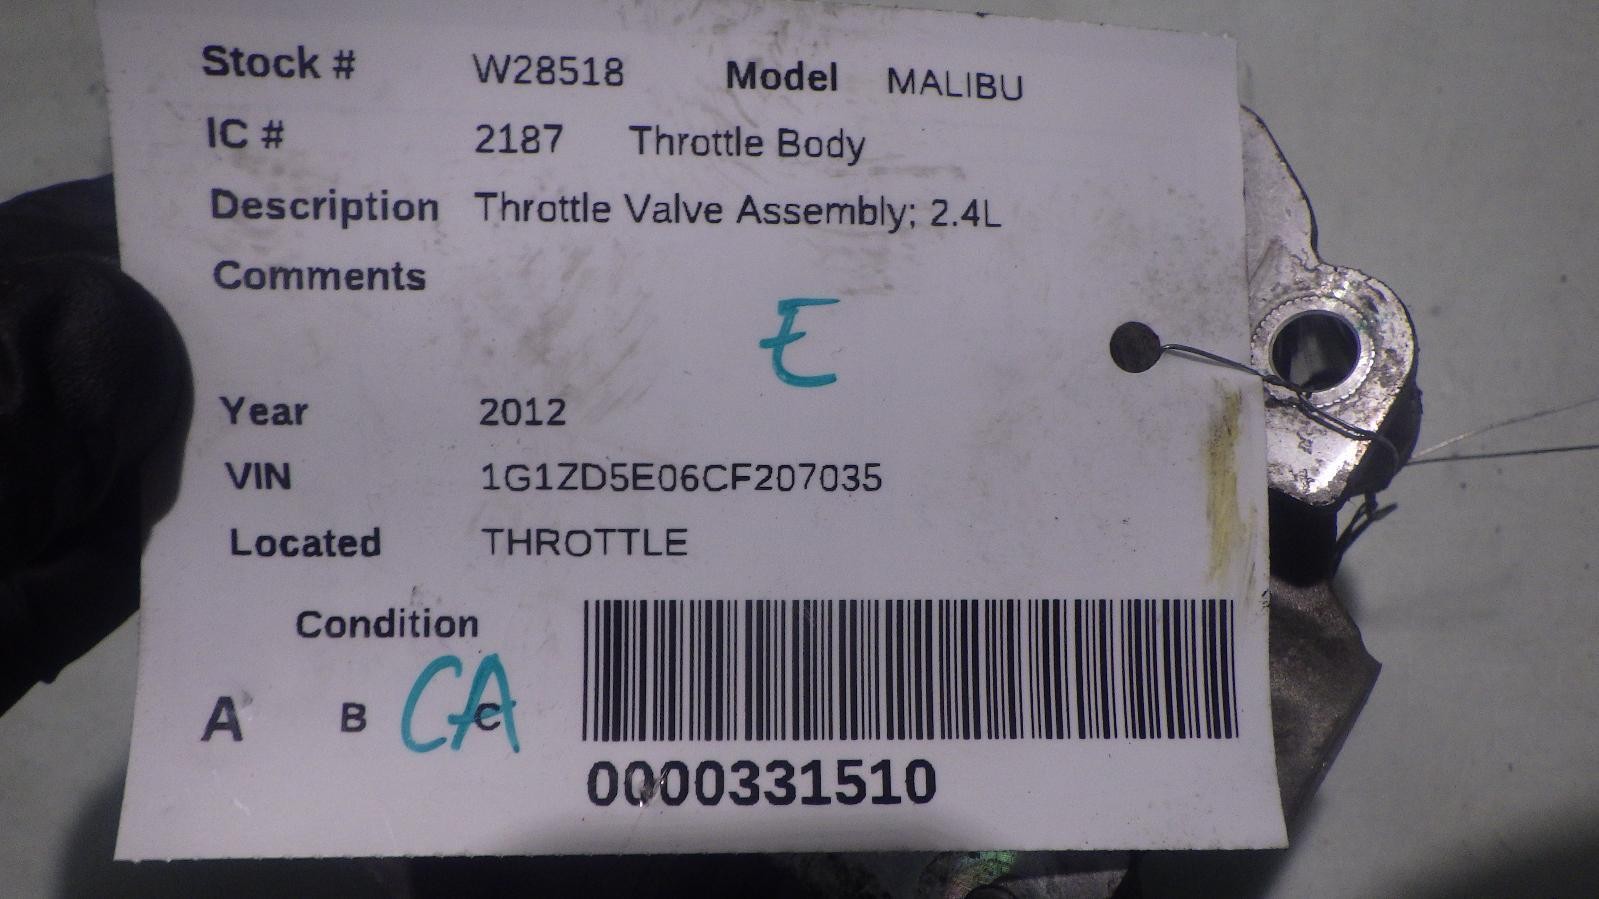 Stock # W28518 Model MALIBU
IC # 2187 Throttle Body
Description Throttle Valve Assembly; 2.4L
Comments
E
Year 2012
VIN 1G1ZD5E06CF207035
Located THROTTLE
Condition
A B C CA
0000331510